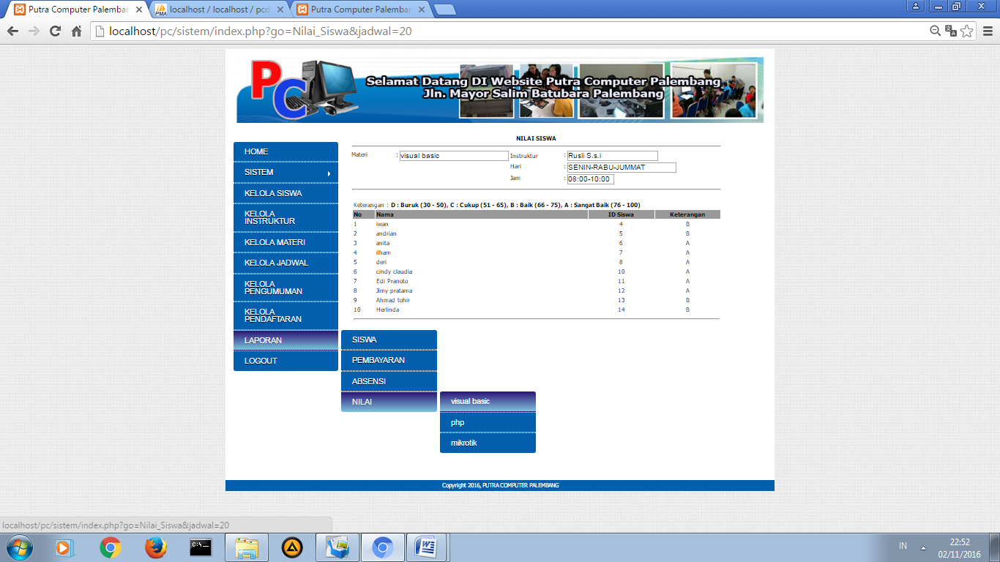 Putra Computer Palembar
localhost / localhost / pcd
Putra Computer Palembar
localhost/pc/sistem/index.php?go=Nilai_Siswa&jadwal=20
PC
Selamat Datang DI Website Putra Computer Palembang
Jln. Mayor Salim Batubara Palembang
HOME
SISTEM
KELOLA SISWA
KELOLA
INSTRUKTUR
KELOLA MATERI
KELOLA JADWAL
KELOLA
PENGUMUMAN
KELOLA
PENDAFTARAN
LAPORAN
LOGOUT
NILAI SISWA
Materi : visual basic Instruktur : Rusli S.s.i
Hari : SENIN-RABU-JUMMAT
Jam : 08:00-10:00
Keterangan : D : Buruk (30 - 50), C : Cukup (51 - 65), B : Baik (66 - 75), A : Sangat Baik (76 - 100)
No Nama ID Siswa Keterangan
1 iwan 4 B
2 andrian 5 B
3 anita 6 A
4 ilham 7 A
5 deri 8 A
6 cindy claudia 10 A
7 Edi Pranoto 11 A
8 Jimy pratama 12 A
9 Ahmad tohir 13 B
10 Herlinda 14 B
SISWA
PEMBAYARAN
ABSENSI
NILAI
visual basic
php
mikrotik
Copyright 2016, PUTRA COMPUTER PALEMBANG
localhost/pc/sistem/index.php?go=Nilai_Siswa&jadwal=20
IN
22:52
02/11/2016